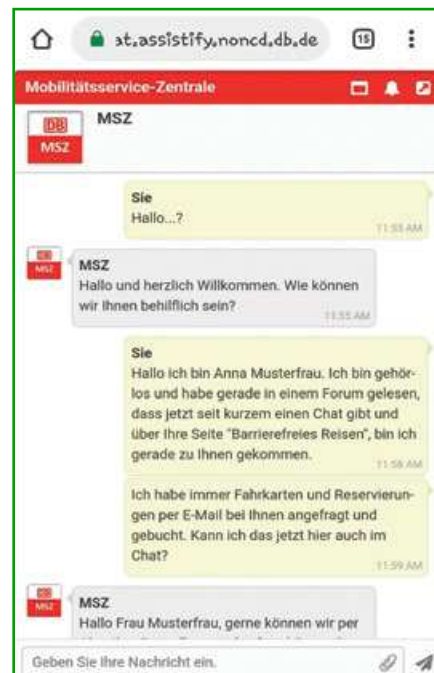 at.assistify.noncd.db.de
15
Mobilitätsservice-Zentrale
DB
MSZ
MSZ
Sie
Hallo...?
11:53 AM
DB
MSZ
MSZ
Hallo und herzlich Willkommen. Wie können
wir Ihnen behilflich sein?
11:55 AM
Sie
Hallo ich bin Anna Musterfrau. Ich bin gehör-
los und habe gerade in einem Forum gelesen,
dass jetzt seit kurzem einen Chat gibt und
über Ihre Seite "Barrierefreies Reisen", bin ich
gerade zu Ihnen gekommen.
11:58 AM
Ich habe immer Fahrkarten und Reservierun-
gen per E-Mail bei Ihnen angefragt und
gebucht. Kann ich das jetzt hier auch im
Chat?
11:59 AM
DB
MSZ
MSZ
Hallo Frau Musterfrau, gerne können wir per
Geben Sie Ihre Nachricht ein.